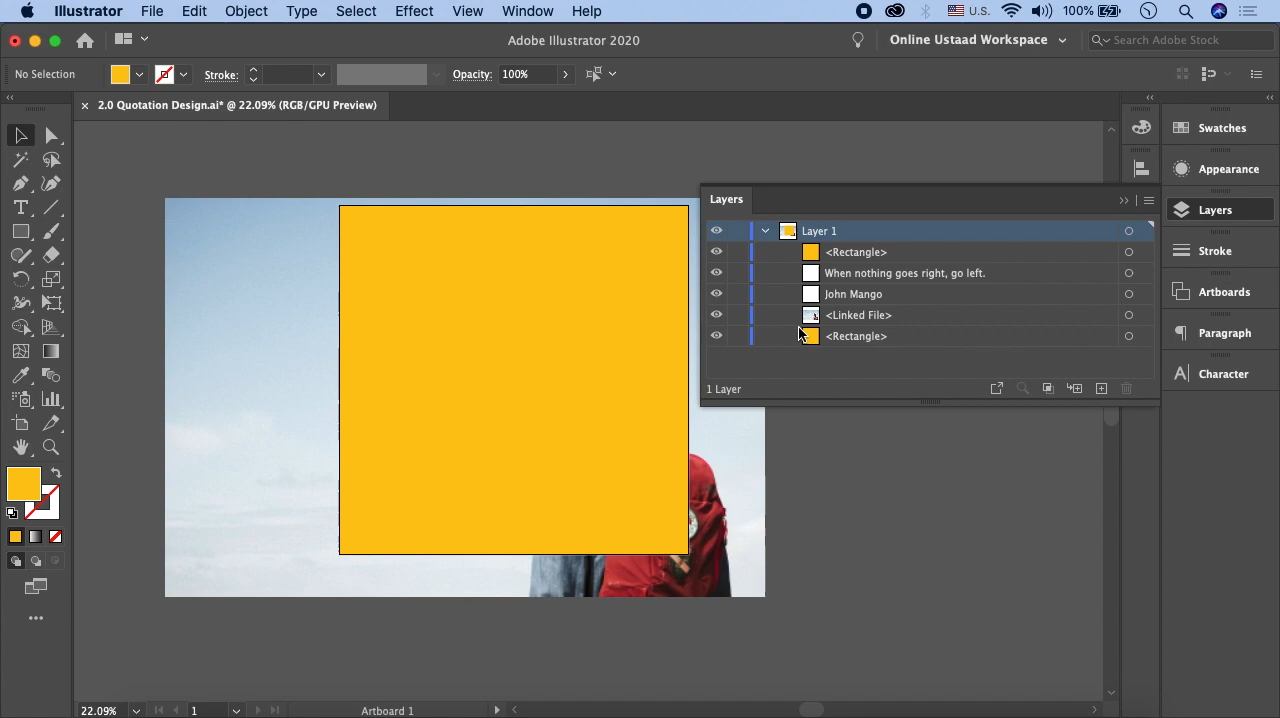 Illustrator File Edit Object Type Select Effect View Window Help U.S. 100%
Adobe Illustrator 2020 Online Ustaad Workspace Search Adobe Stock
No Selection Stroke: Opacity: 100%
2.0 Quotation Design.ai* @ 22.09% (RGB/GPU Preview)
Swatches
Appearance
Layers
Stroke
Artboards
Paragraph
Character
Layers
Layer 1
<Rectangle>
When nothing goes right, go left.
John Mango
<Linked File>
<Rectangle>
1 Layer
22.09% 1 Artboard 1